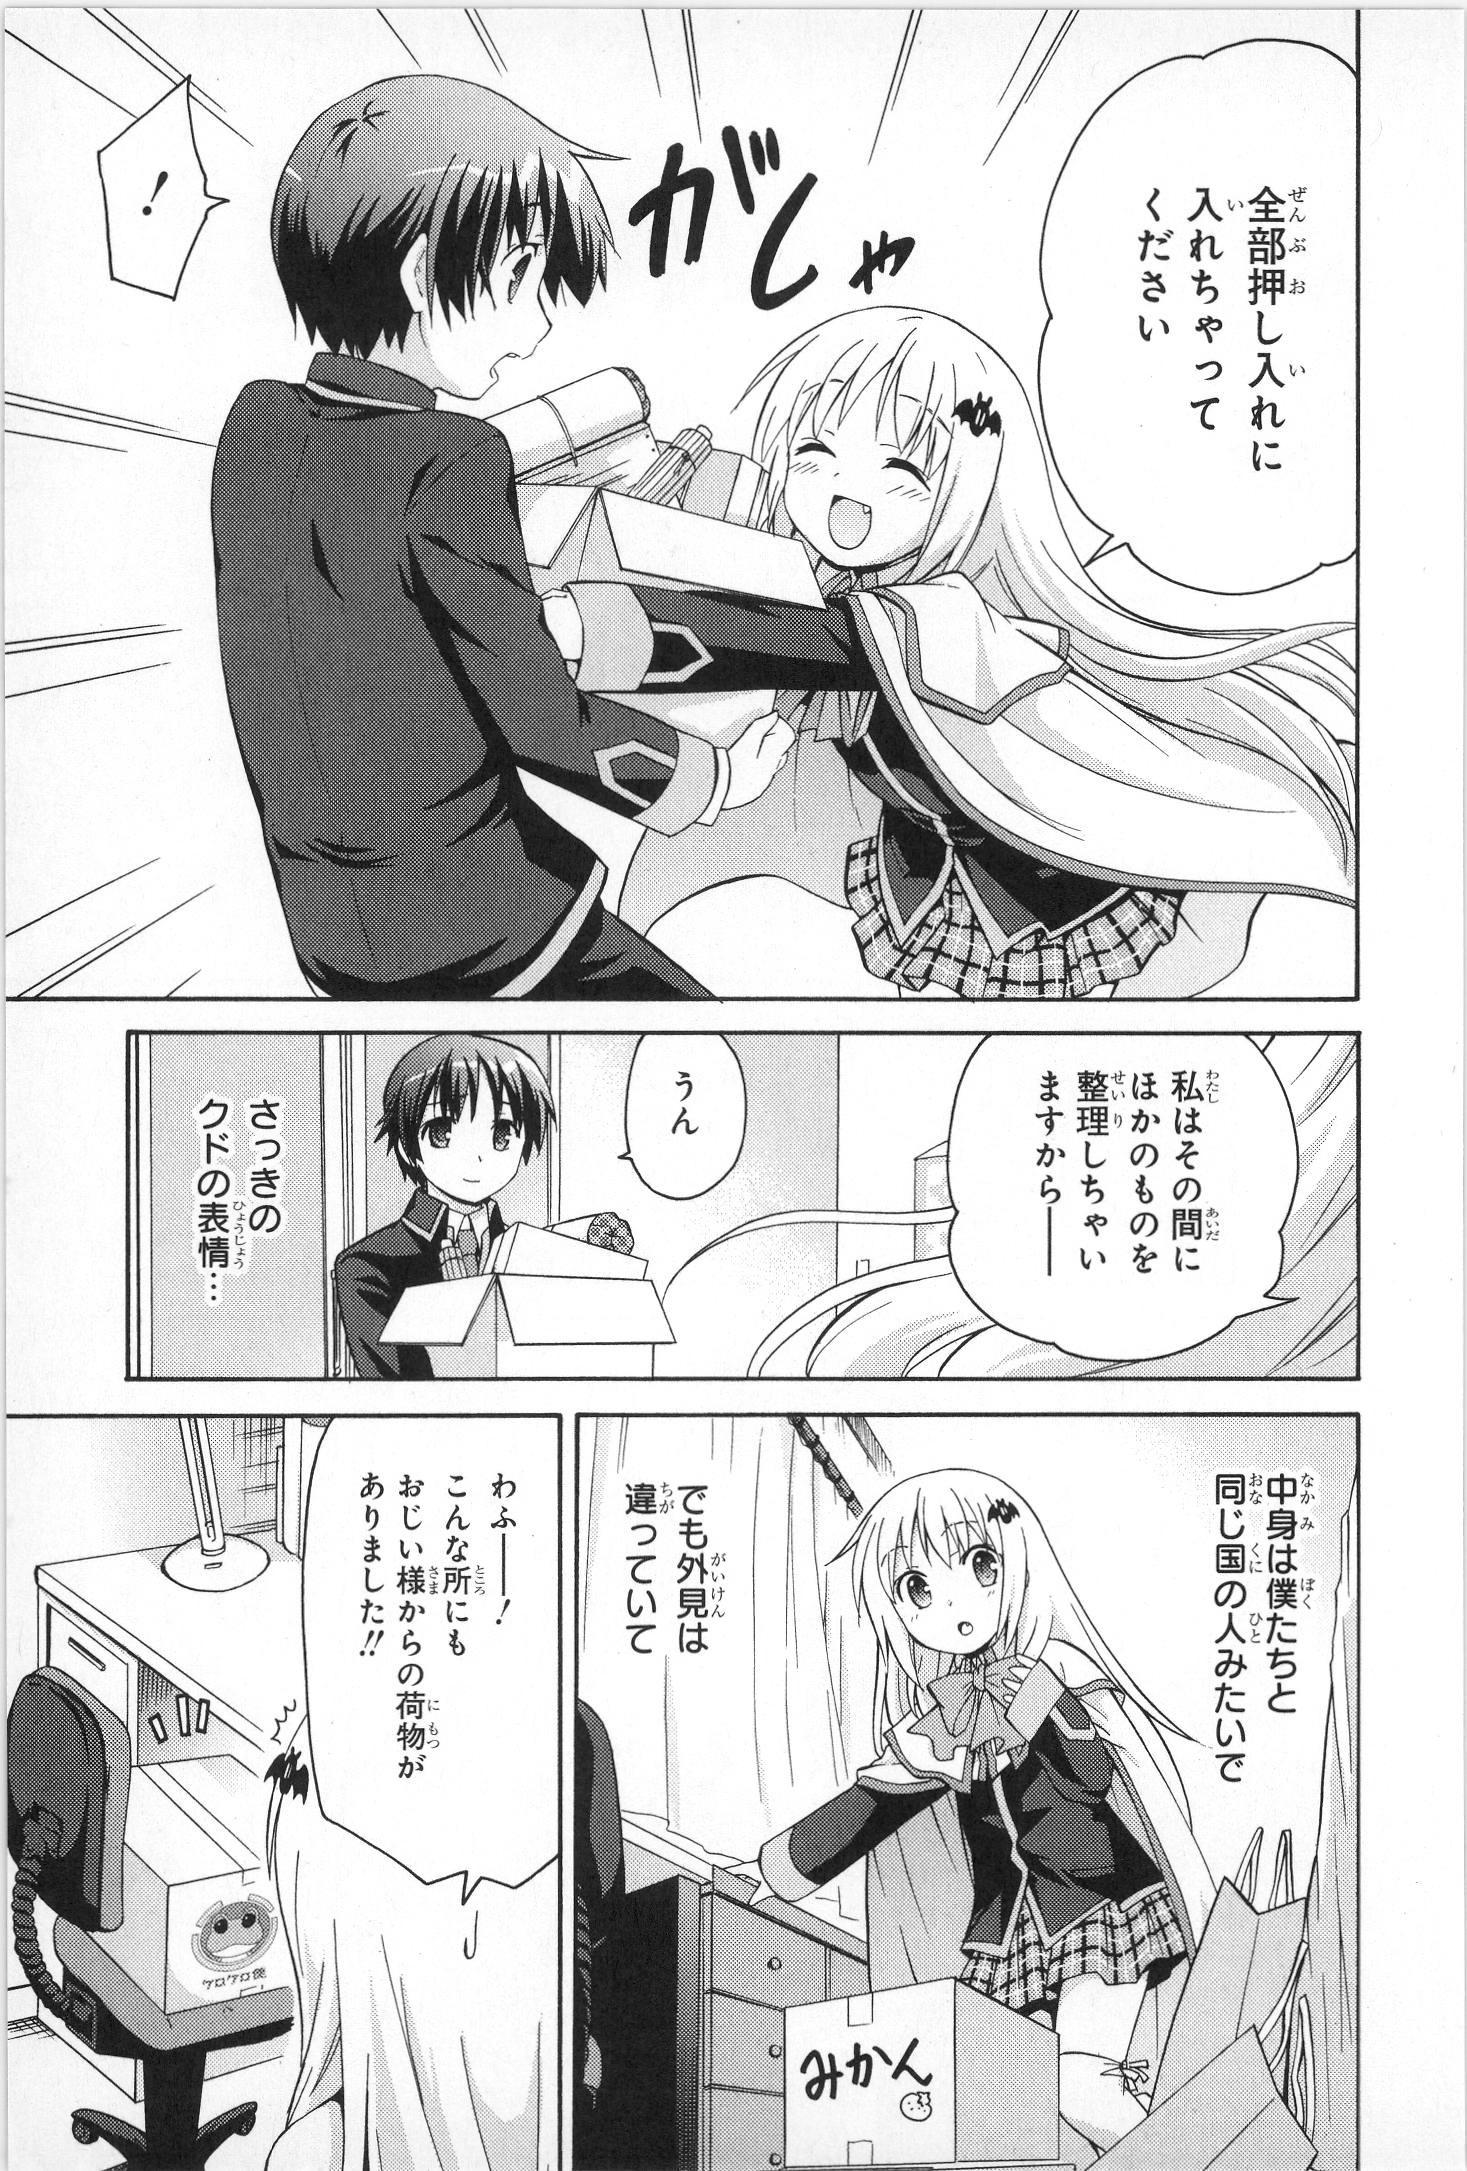 全部押し入れに
入れちゃって
ください
ガシャ
!
私はその間に
ほかのものを
整理しちゃい
ますから――
うん
さっきの
クドの表情…
中身は僕たちと
同じ国の人みたいで
でも外見は
違っていて
みかん
わふ――!
こんな所にも
おじい様からの荷物が
ありました!!
ケロケロ便